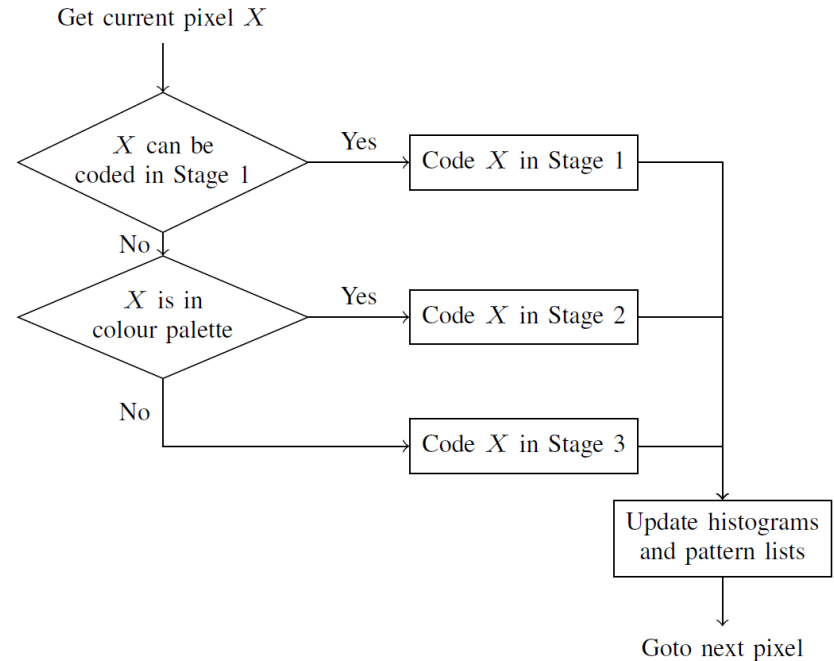 Get current pixel X
X can be
coded in Stage 1
Yes
Code X in Stage 1
No
X is in
colour palette
Yes
Code X in Stage 2
No
Code X in Stage 3
Update histograms
and pattern lists
Goto next pixel